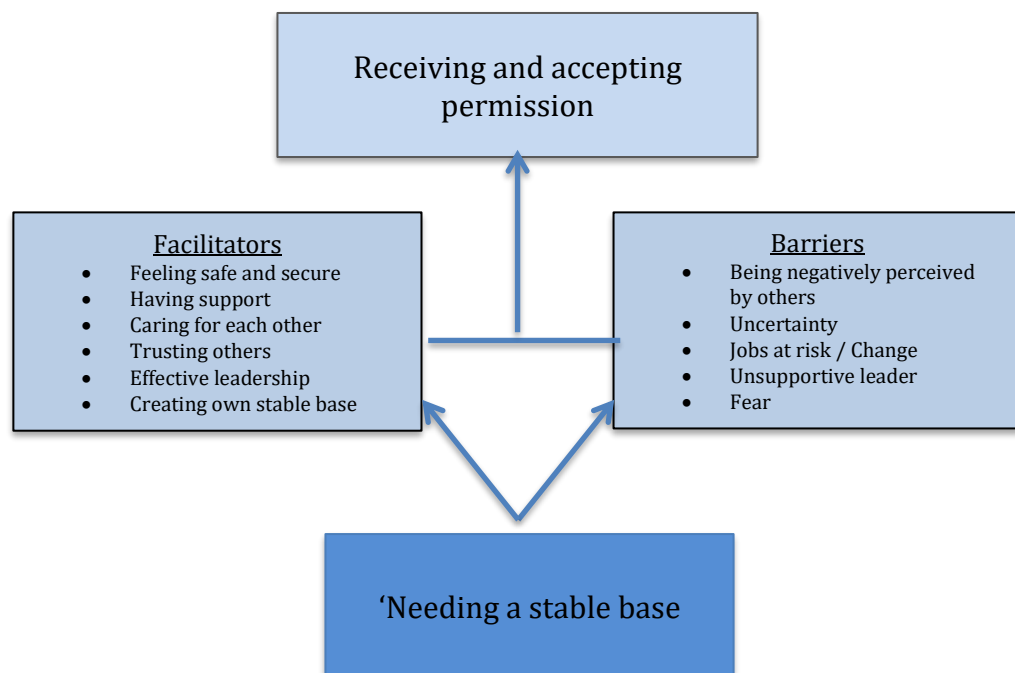 Receiving and accepting
permission
Facilitators
• Feeling safe and secure
• Having support
• Caring for each other
• Trusting others
• Effective leadership
• Creating own stable base
Barriers
• Being negatively perceived
by others
• Uncertainty
• Jobs at risk / Change
• Unsupportive leader
• Fear
‘Needing a stable base